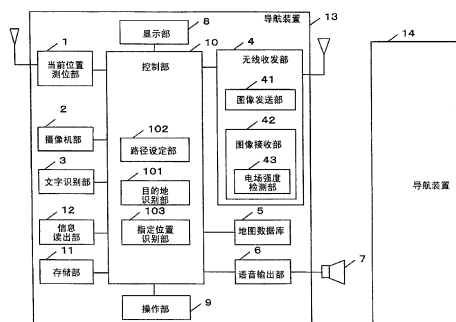 导航装置
13
8
显示部
1
当前位置
测位部
10
控制部
4
无线收发部
41
图像发送部
2
摄像机部
42
图像接收部
43
电场强度
检测部
102
路径设定部
3
文字识别部
101
目的地
识别部
103
指定位置
识别部
12
信息
读出部
5
地图数据库
11
存储部
6
语音输出部
7
操作部
9
14
导航装置